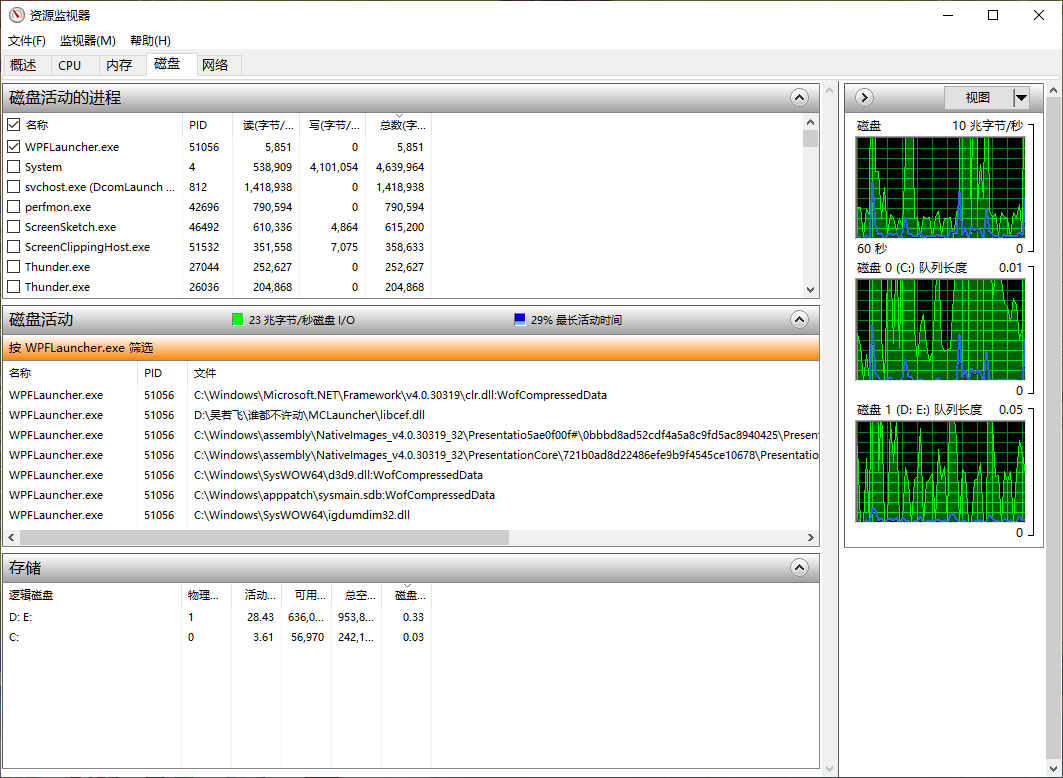 资源监视器
文件(F) 监视器(M) 帮助(H)
概述 CPU 内存 磁盘 网络
磁盘活动的进程
名称 PID 读(字节/... 写(字节/... 总数(字...
WPFLauncher.exe 51056 5,851 0 5,851
System 4 538,909 4,101,054 4,639,964
svchost.exe (DcomLaunch ... 812 1,418,938 0 1,418,938
perfmon.exe 42696 790,594 0 790,594
ScreenSketch.exe 46492 610,336 4,864 615,200
ScreenClippingHost.exe 51532 351,558 7,075 358,633
Thunder.exe 27044 252,627 0 252,627
Thunder.exe 26036 204,868 0 204,868
磁盘活动 23 兆字节/秒磁盘 I/O 29% 最长活动时间
按 WPFLauncher.exe 筛选
名称 PID 文件
WPFLauncher.exe 51056 C:\Windows\Microsoft.NET\Framework\v4.0.30319\clr.dll:WofCompressedData
WPFLauncher.exe 51056 D:\吴若飞\谁都不许动\MCLauncher\libcef.dll
WPFLauncher.exe 51056 C:\Windows\assembly\NativeImages_v4.0.30319_32\Presentatio5ae0f00f#\0bbbd8ad52cdf4a5a8c9fd5ac8940425\Presen
WPFLauncher.exe 51056 C:\Windows\assembly\NativeImages_v4.0.30319_32\PresentationCore\721b0ad8d22486efe9b9f4545ce10678\Presentatio
WPFLauncher.exe 51056 C:\Windows\SysWOW64\d3d9.dll:WofCompressedData
WPFLauncher.exe 51056 C:\Windows\apppatch\sysmain.sdb:WofCompressedData
WPFLauncher.exe 51056 C:\Windows\SysWOW64\igdumdim32.dll
存储
逻辑磁盘 物理... 活动... 可用... 总空... 磁盘...
D: E: 1 28.43 636,0... 953,8... 0.33
C: 0 3.61 56,970 242,1... 0.03
视图
磁盘 10 兆字节/秒
60 秒 0
磁盘 0 (C:) 队列长度 0.01
0
磁盘 1 (D: E:) 队列长度 0.05
0